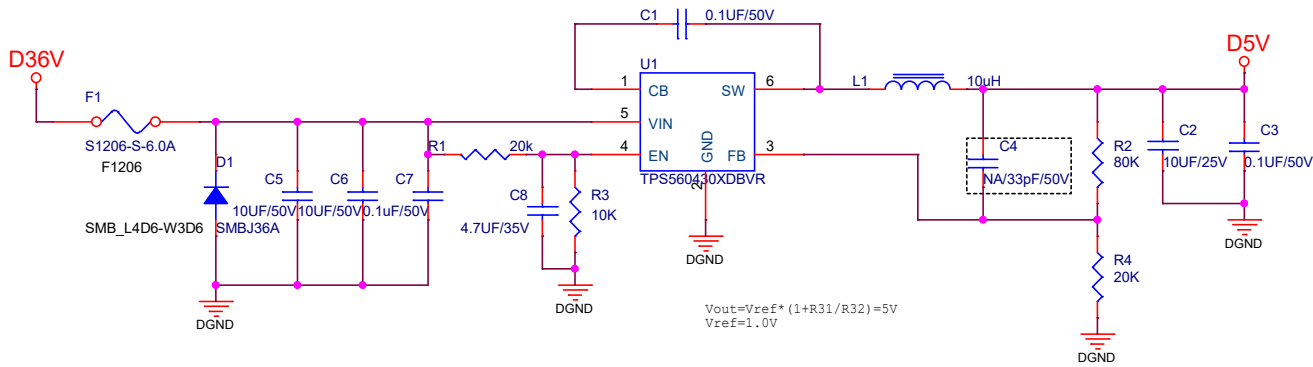 C1
0.1UF/50V
D36V
D5V
U1
F1
1
CB
SW
6
L1
10uH
5
VIN
S1206-S-6.0A
F1206
R1
20k
4
EN
GND
FB
3
C4
NA/33pF/50V
R2
80K
C2
10UF/25V
C3
0.1UF/50V
TPS560430XDBVR
2
D1
C5
C6
C7
10UF/50V
10UF/50V
0.1uF/50V
SMB_L4D6-W3D6
SMBJ36A
C8
4.7UF/35V
R3
10K
DGND
R4
20K
DGND
DGND
Vout=Vref*(1+R31/R32)=5V
Vref=1.0V
DGND
DGND